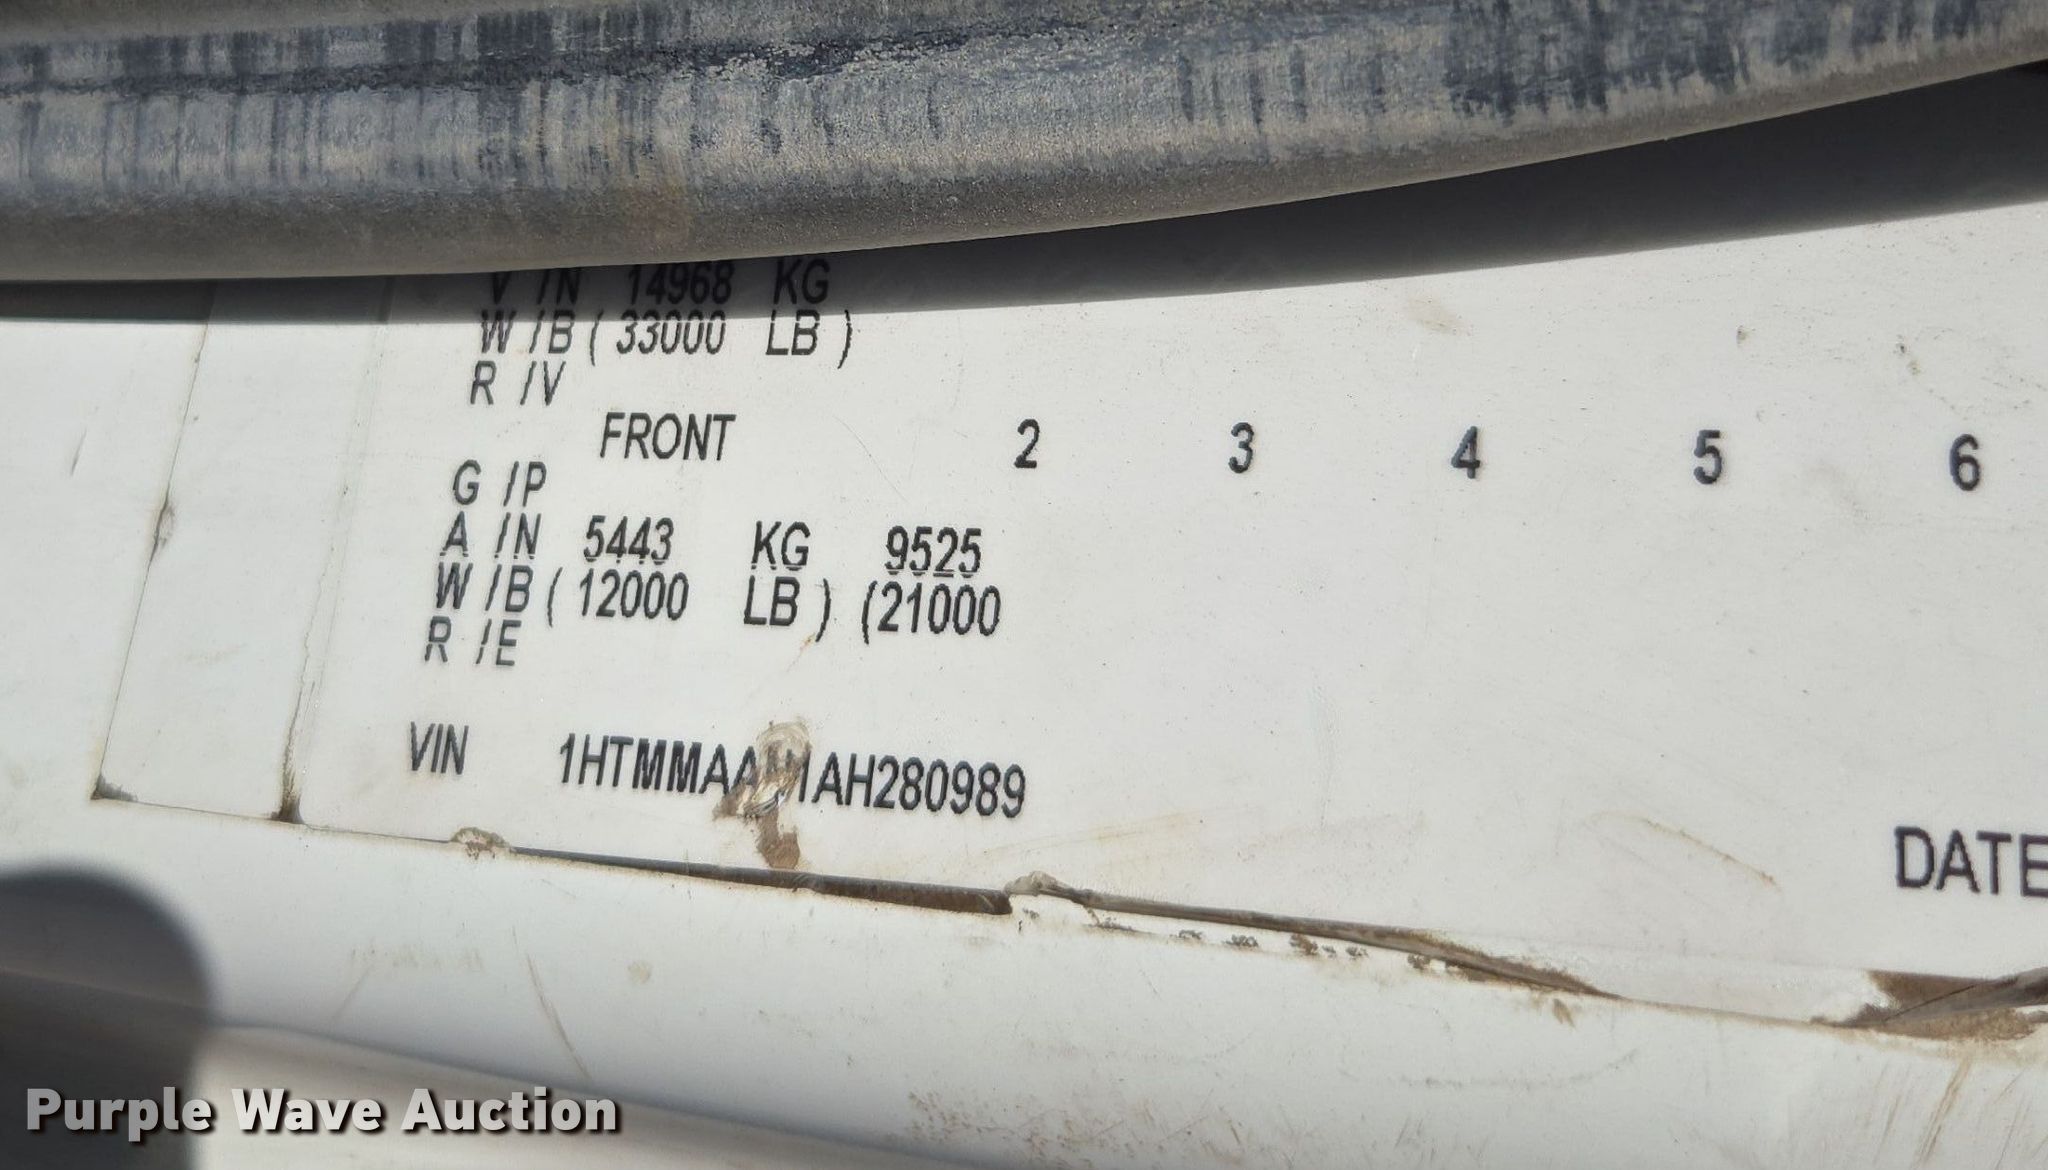 V /N 14968 KG
W /B ( 33000 LB )
R /V
FRONT 2 3 4 5 6
G /P
A /N 5443 KG 9525
W /B ( 12000 LB ) (21000
R /E
VIN 1HTMMAAN1AH280989
DATE
Purple Wave Auction